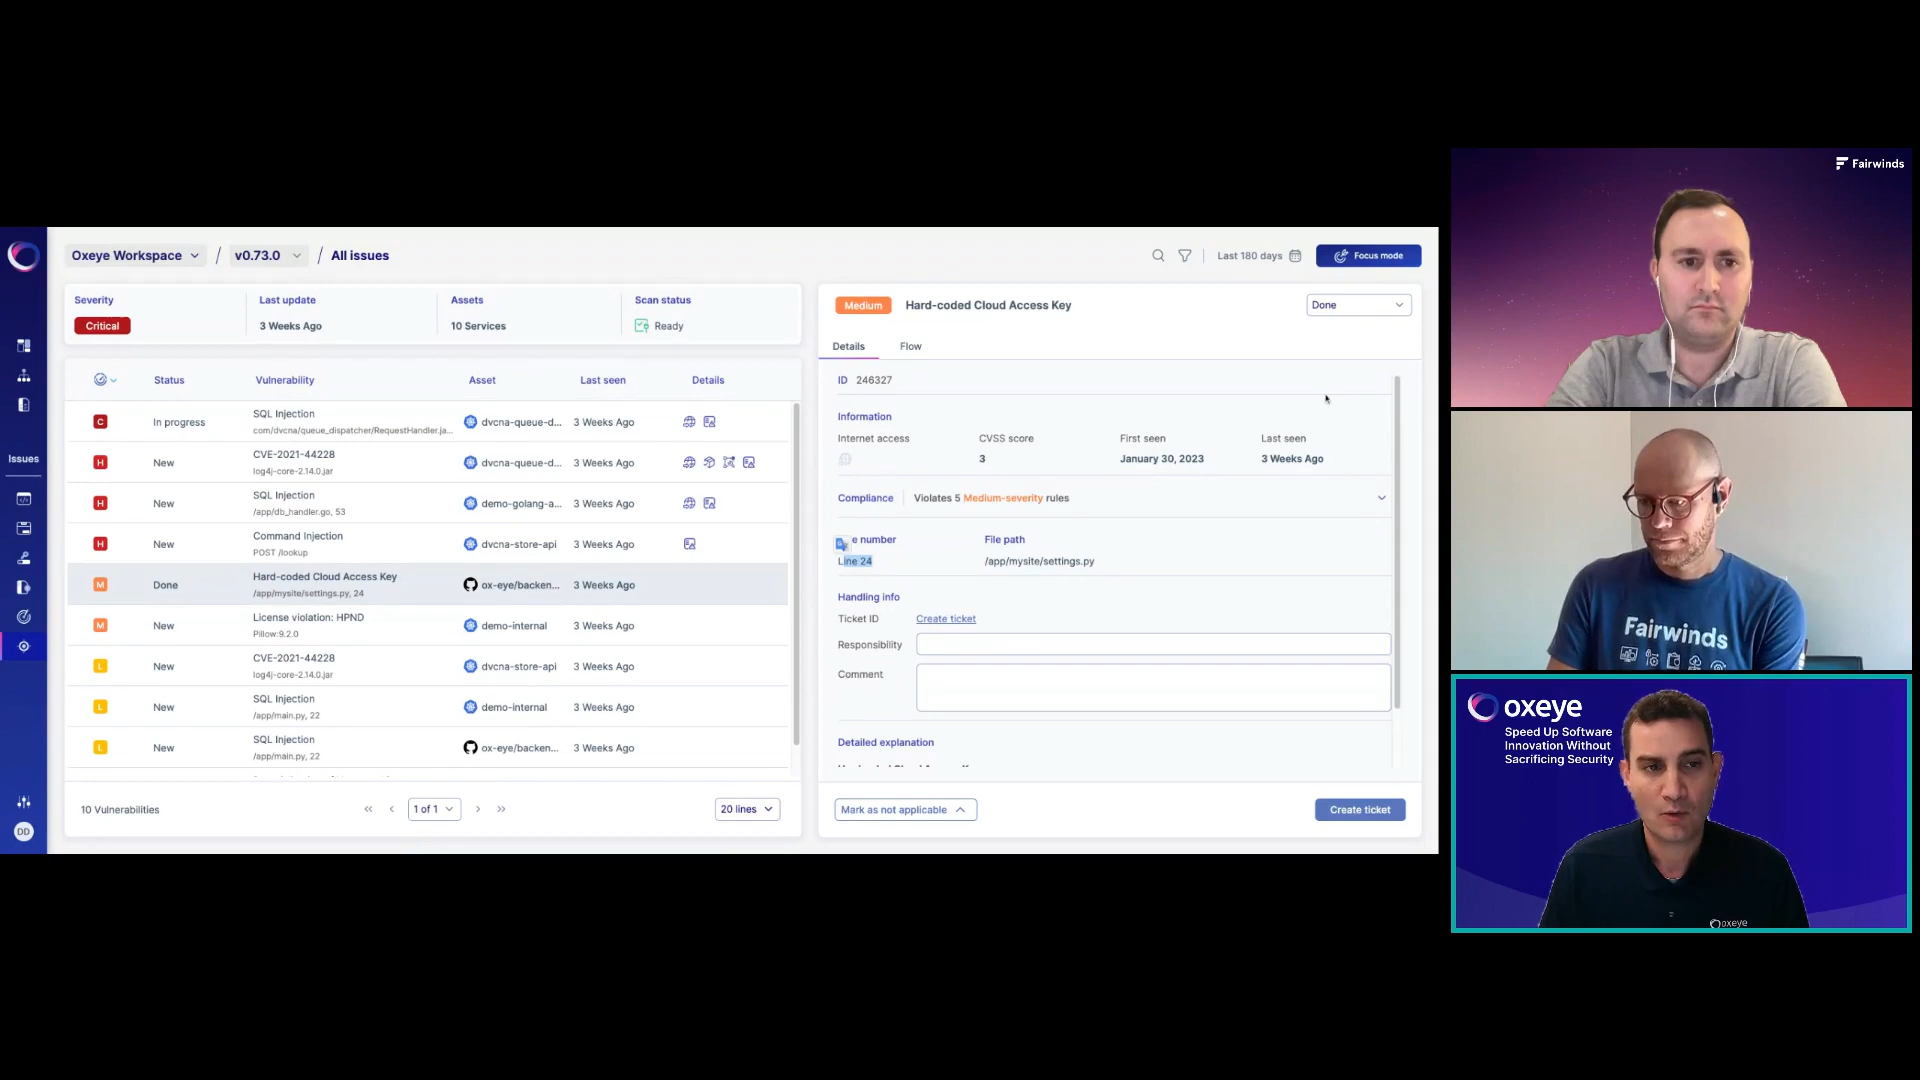 Oxeye Workspace / v0.73.0 / All issues
Last 180 days
Focus mode
Severity
Last update
Assets
Scan status
Critical
3 Weeks Ago
10 Services
Ready
Status
Vulnerability
Asset
Last seen
Details
C
In progress
SQL Injection
com/dvcna/queue_dispatcher/RequestHandler.ja...
dvcna-queue-d...
3 Weeks Ago
H
New
CVE-2021-44228
log4j-core-2.14.0.jar
dvcna-queue-d...
3 Weeks Ago
H
New
SQL Injection
/app/db_handler.go, 53
demo-golang-a...
3 Weeks Ago
H
New
Command Injection
POST /lookup
dvcna-store-api
3 Weeks Ago
M
Done
Hard-coded Cloud Access Key
/app/mysite/settings.py, 24
ox-eye/backen...
3 Weeks Ago
M
New
License violation: HPND
Pillow:9.2.0
demo-internal
3 Weeks Ago
L
New
CVE-2021-44228
log4j-core-2.14.0.jar
dvcna-store-api
3 Weeks Ago
L
New
SQL Injection
/app/main.py, 22
demo-internal
3 Weeks Ago
L
New
SQL Injection
/app/main.py, 22
ox-eye/backen...
3 Weeks Ago
10 Vulnerabilities
1 of 1
20 lines
Issues
DD
Medium
Hard-coded Cloud Access Key
Done
Details
Flow
ID 246327
Information
Internet access
CVSS score
First seen
Last seen
3
January 30, 2023
3 Weeks Ago
Compliance
Violates 5 Medium-severity rules
e number
File path
Line 24
/app/mysite/settings.py
Handling info
Ticket ID
Create ticket
Responsibility
Comment
Detailed explanation
Mark as not applicable
Create ticket
Fairwinds
Fairwinds
oxeye
Speed Up Software
Innovation Without
Sacrificing Security
oxeye